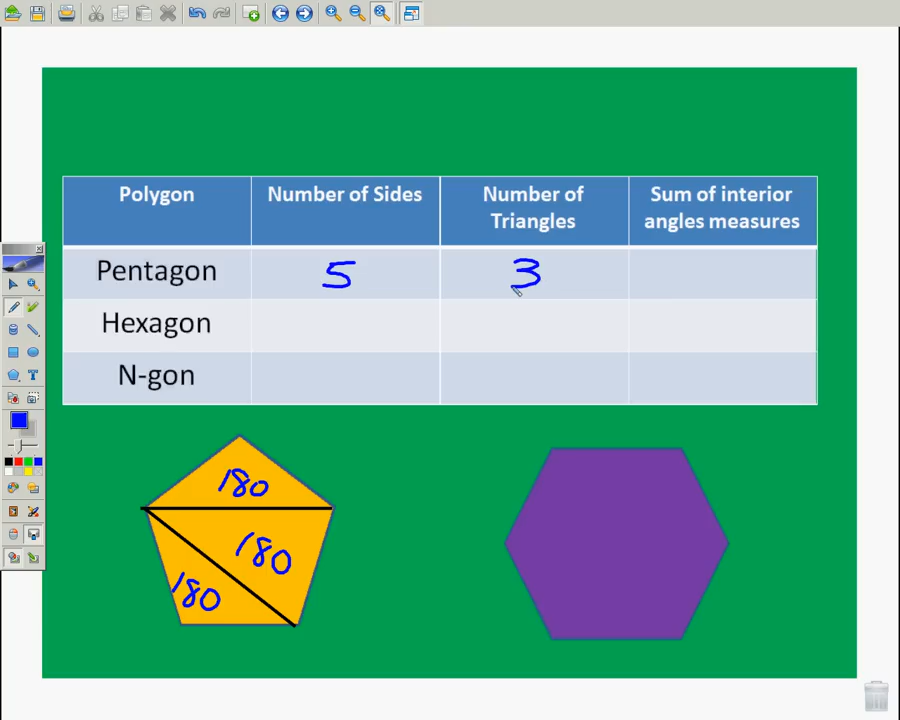 Polygon
Number of Sides
Number of
Triangles
Sum of interior
angles measures
Pentagon
5
3
Hexagon
N-gon
180
180
180
T